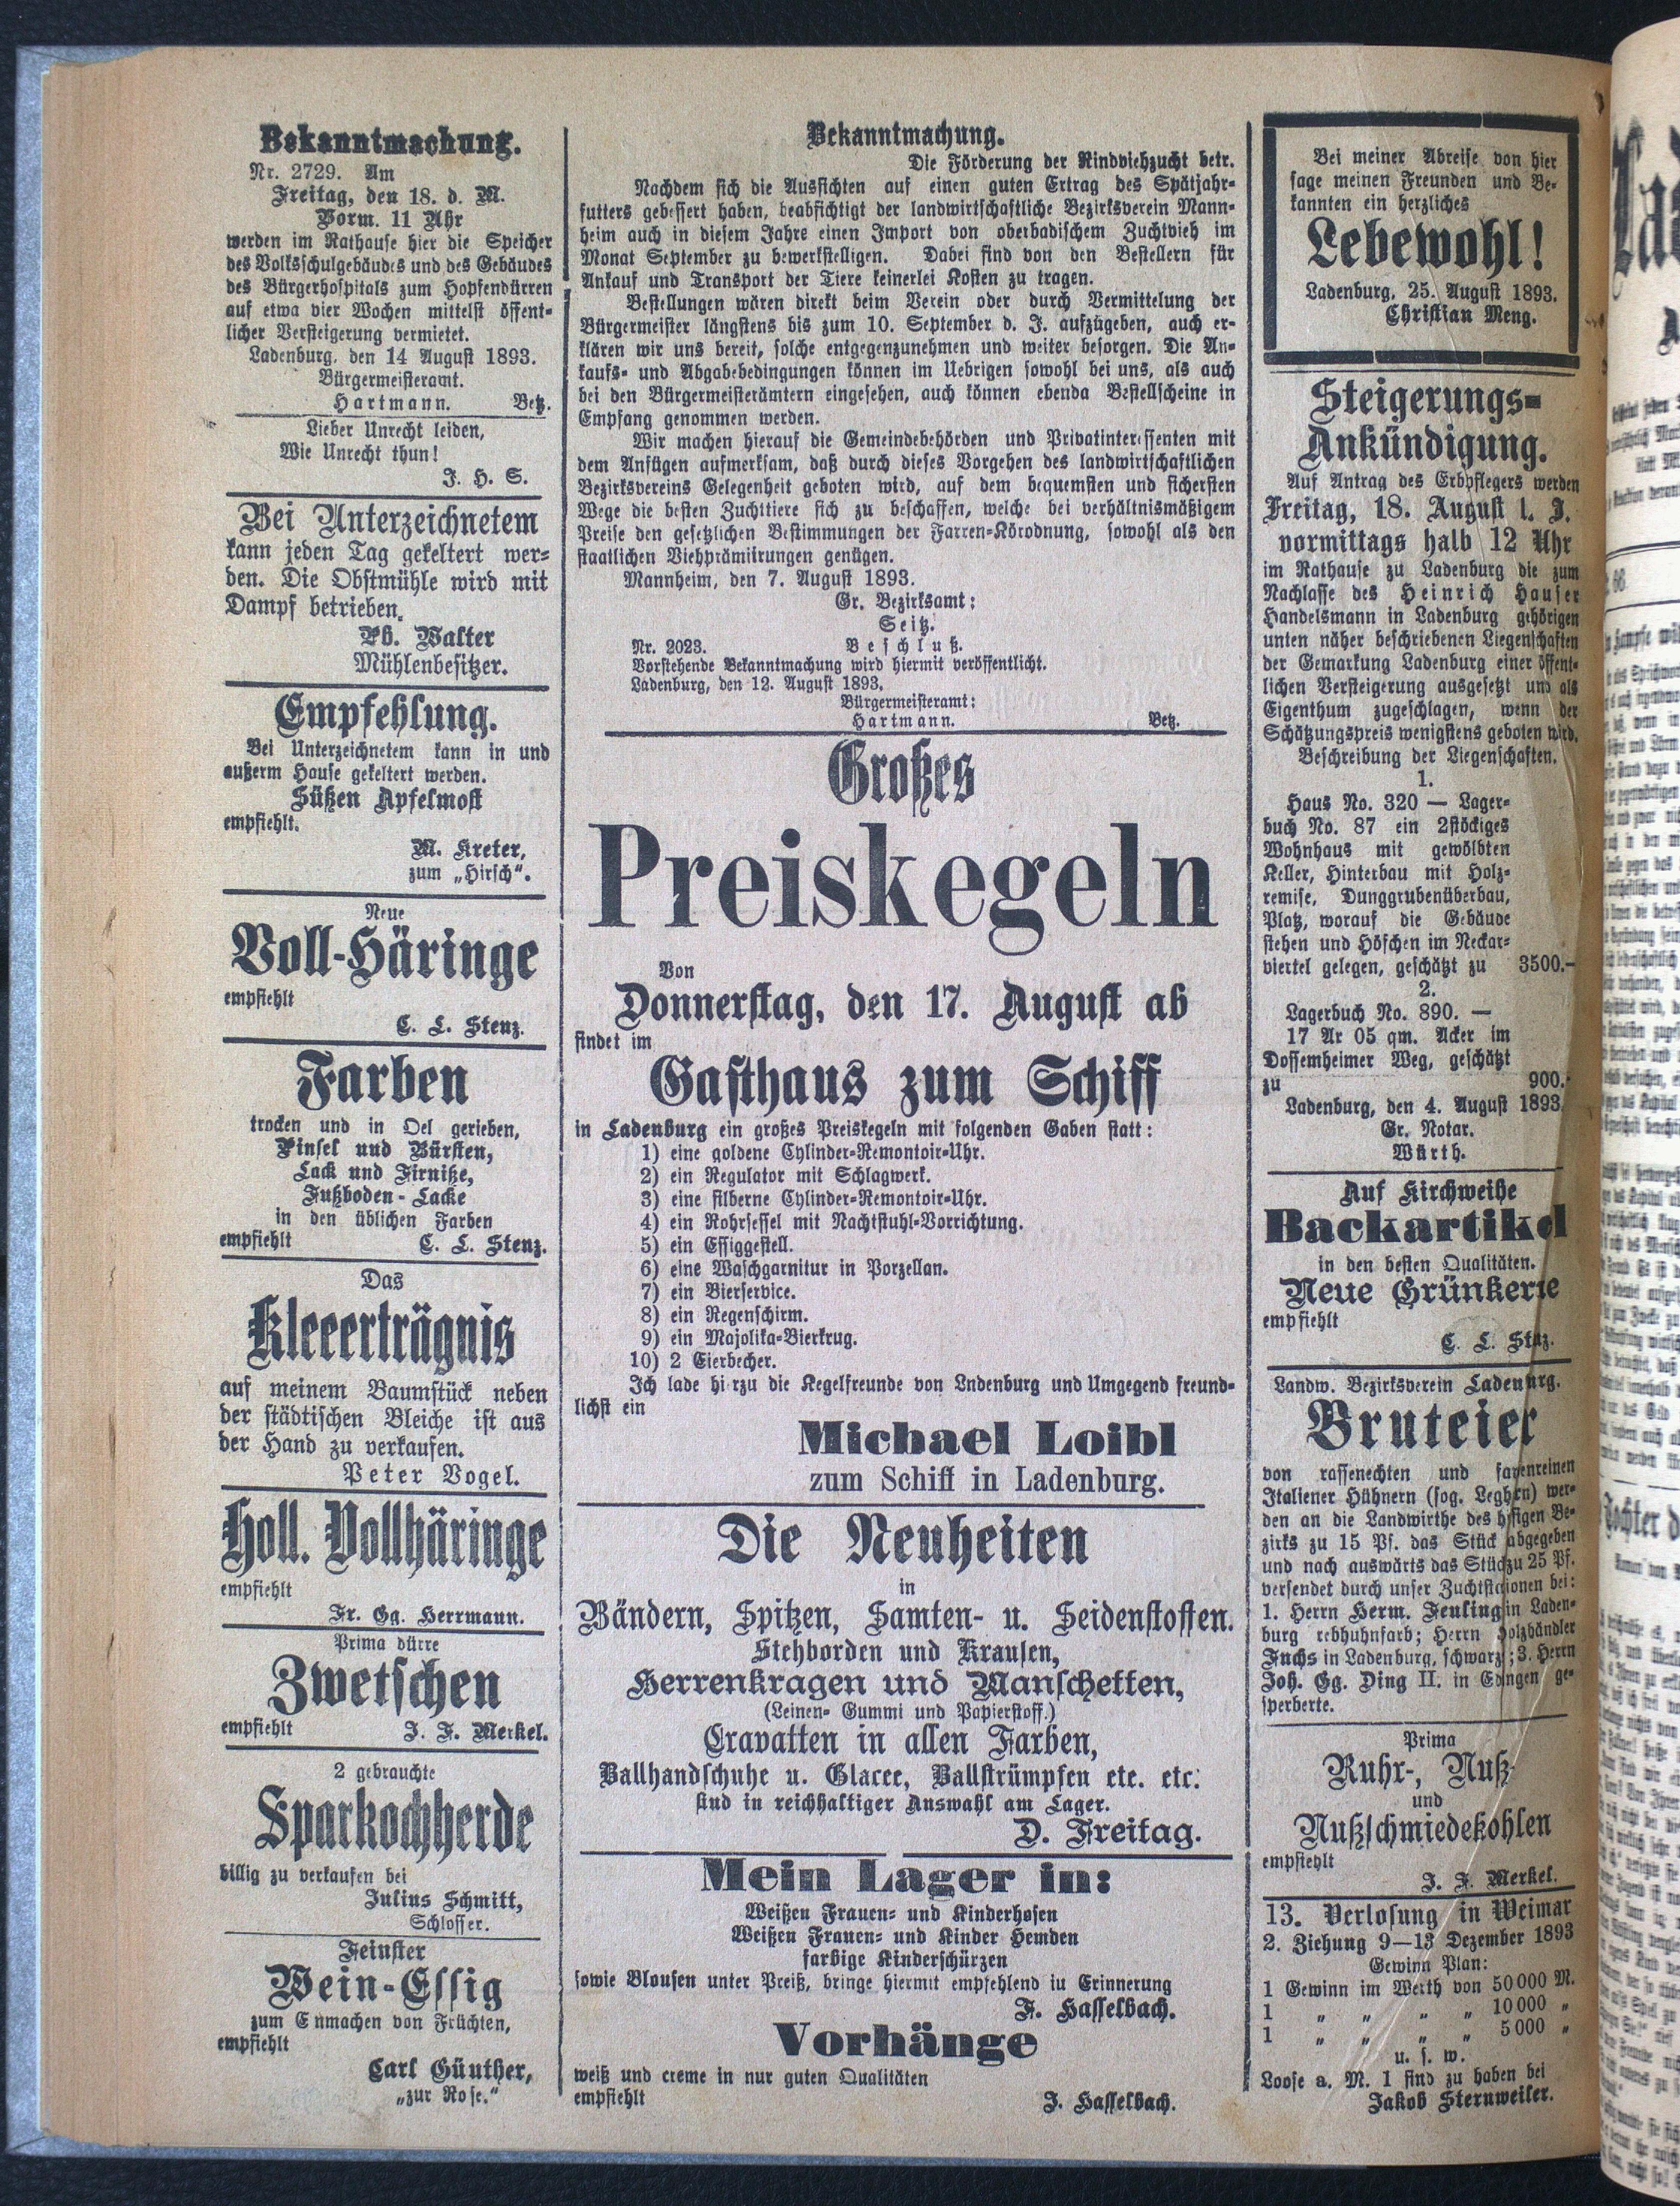 Bekanntmachung.
Nr. 2729. Am
Freitag, den 18. d. M.
Vorm. 11 Uhr
werden im Rathause hier die Speicher
des Volksschulgebäudes und des Gebäudes
des Bürgerhospitals zum Hopfendürren
auf etwa vier Wochen mittelst öffent-
licher Versteigerung vermietet.
Ladenburg, den 14 August 1893.
Bürgermeisteramt.
Hartmann. Betz.
Lieber Unrecht leiden,
Wie Unrecht thun!
J. H. S.
Bei Unterzeichnetem
kann jeden Tag gekeltert wer-
den. Die Obstmühle wird mit
Dampf betrieben.
Ph. Walter
Mühlenbesitzer.
Empfehlung.
Bei Unterzeichnetem kann in und
außerm Hause gekeltert werden.
Süßen Apfelmost
empfiehlt.
M. Kreter,
zum „Hirsch“.
Neue
Voll-Häringe
empfiehlt
C. L. Stenz.
Farben
trocken und in Oel gerieben,
Pinsel und Bürsten,
Lack und Firniße,
Fußboden-Lacke
in den üblichen Farben
empfiehlt C. L. Stenz.
Das
Kleeerträgnis
auf meinem Baumstück neben
der städtischen Bleiche ist aus
der Hand zu verkaufen.
Peter Vogel.
Holl. Vollhäringe
empfiehlt
Fr. Gg. Herrmann.
Prima dürre
Zwetschen
empfiehlt J. F. Merkel.
2 gebrauchte
Sparkochherde
billig zu verkaufen bei
Julius Schmitt,
Schlosser.
Feinster
Wein-Essig
zum Einmachen von Früchten,
empfiehlt
Carl Günther,
„zur Rose.“
Bekanntmachung.
Die Förderung der Rindviehzucht betr.
Nachdem sich die Aussichten auf einen guten Ertrag des Spätjahr-
futters gebessert haben, beabsichtigt der landwirtschaftliche Bezirksverein Mann-
heim auch in diesem Jahre einen Import von oberbadischem Zuchtvieh im
Monat September zu bewerkstelligen. Dabei sind von den Bestellern für
Ankauf und Transport der Tiere keinerlei Kosten zu tragen.
Bestellungen wären direkt beim Verein oder durch Vermittelung der
Bürgermeister längstens bis zum 10. September d. J. aufzugeben, auch er-
klären wir uns bereit, solche entgegenzunehmen und weiter besorgen. Die An-
kaufs- und Abgabebedingungen können im Uebrigen sowohl bei uns, als auch
bei den Bürgermeisterämtern eingesehen, auch können ebenda Bestellscheine in
Empfang genommen werden.
Wir machen hierauf die Gemeindebehörden und Privatinteressenten mit
dem Anfügen aufmerksam, daß durch dieses Vorgehen des landwirtschaftlichen
Bezirksvereins Gelegenheit geboten wird, auf dem bequemsten und sichersten
Wege die besten Zuchttiere sich zu beschaffen, welche bei verhältnismäßigem
Preise den gesetzlichen Bestimmungen der Farren-Körodnung, sowohl als den
staatlichen Viehprämiirungen genügen.
Mannheim, den 7. August 1893.
Gr. Bezirksamt:
Seitz.
Nr. 2023. Beschluß.
Vorstehende Bekanntmachung wird hiermit veröffentlicht.
Ladenburg, den 12. August 1893.
Bürgermeisteramt:
Hartmann. Betz.
Großes
Preiskegeln
Von
Donnerstag, den 17. August ab
findet im
Gasthaus zum Schiff
in Ladenburg ein großes Preiskegeln mit folgenden Gaben statt:
1) eine goldene Cylinder-Remontoir-Uhr.
2) ein Regulator mit Schlagwerk.
3) eine silberne Cylinder-Remontoir-Uhr.
4) ein Rohrsessel mit Nachtstuhl-Vorrichtung.
5) ein Essiggestell.
6) eine Waschgarnitur in Porzellan.
7) ein Bierservice.
8) ein Regenschirm.
9) ein Majolika-Bierkrug.
10) 2 Eierbecher.
Ich lade hierzu die Kegelfreunde von Lndenburg und Umgegend freund-
lichst ein
Michael Loibl
zum Schiff in Ladenburg.
Die Neuheiten
in
Bändern, Spitzen, Samten- u. Seidenstoffen.
Stehborden und Krausen,
Herrenkragen und Manschetten,
(Leinen- Gummi und Papierstoff.)
Cravatten in allen Farben,
Ballhandschuhe u. Glacee, Ballstrümpfen etc. etc.
sind in reichhaltiger Auswahl am Lager.
D. Freitag.
Mein Lager in:
Weißen Frauen- und Kinderhosen
Weißen Frauen- und Kinder Hemden
farbige Kinderschürzen
sowie Blousen unter Preiß, bringe hiermit empfehlend iu Erinnerung
F. Hasselbach.
Vorhänge
weiß und creme in nur guten Qualitäten
empfiehlt J. Hasselbach.
Bei meiner Abreise von hier
sage meinen Freunden und Be-
kannten ein herzliches
Lebewohl!
Ladenburg, 25. August 1893.
Christian Meng.
Steigerungs-
Ankündigung.
Auf Antrag des Erbpflegers werden
Freitag, 18. August l. J.
vormittags halb 12 Uhr
im Rathause zu Ladenburg die zum
Nachlasse des Heinrich Hauser
Handelsmann in Ladenburg gehörigen
unten näher beschriebenen Liegenschaften
der Gemarkung Ladenburg einer öffent-
lichen Versteigerung ausgesetzt und als
Eigenthum zugeschlagen, wenn der
Schätzungspreis wenigstens geboten wird.
Beschreibung der Liegenschaften.
1.
Haus No. 320 — Lager-
buch No. 87 ein 2stöckiges
Wohnhaus mit gewölbten
Keller, Hinterbau mit Holz-
remise, Dunggrubenüberbau,
Platz, worauf die Gebäude
stehen und Höfchen im Neckar-
viertel gelegen, geschätzt zu 3500.—
2.
Lagerbuch No. 890. —
17 Ar 05 qm. Acker im
Dossemheimer Weg, geschätzt
zu 900.-
Ladenburg, den 4. August 1893.
Gr. Notar.
Würth.
Auf Kirchweihe
Backartikel
in den besten Qualitäten.
Neue Grünkerne
empfiehlt
C. L. Stenz.
Landw. Bezirksverein Ladenburg.
Bruteier
von rassenechten und farbenreinen
Italiener Hühnern (sog. Leghorn) wer-
den an die Landwirthe des hiesigen Be-
zirks zu 15 Pf. das Stück abgegeben
und nach auswärts das Stück zu 25 Pf.
versendet durch unser Zuchtstationen bei:
1. Herrn Herm. Feuling in Laden-
burg rebhuhnfarb; Herrn Holzhändler
Fuchs in Ladenburg, schwarz; 3. Herrn
Joh. Gg. Ding II. in Edingen ge-
sperberte.
Prima
Ruhr-, Nuß-
und
Nußschmiedekohlen
empfiehlt
J. F. Merkel.
13. Verlosung in Weimar
2. Ziehung 9—13 Dezember 1893
Gewinn Plan:
1 Gewinn im Werth von 50 000 M.
1 „ „ „ „ 10 000 „
1 „ „ „ „ 5 000 „
u. s. w.
Loose a. M. 1 sind zu haben bei
Jakob Sternweiler.